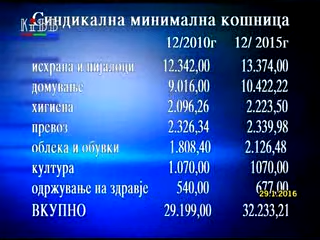 Синдикална минимална кошница
12/2010г 12/ 2015г
исхрана и пијалоци 12.342,00 13.374,00
домување 9.016,00 10.422,22
хигиена 2.096,26 2.223,50
превоз 2.326,34 2.339,98
облека и обувки 1.808,40 2.126,48
култура 1.070,00 1070,00
одржување на здравје 540,00 677,00
29.1.2016
ВКУПНО 29.199,00 32.233,21